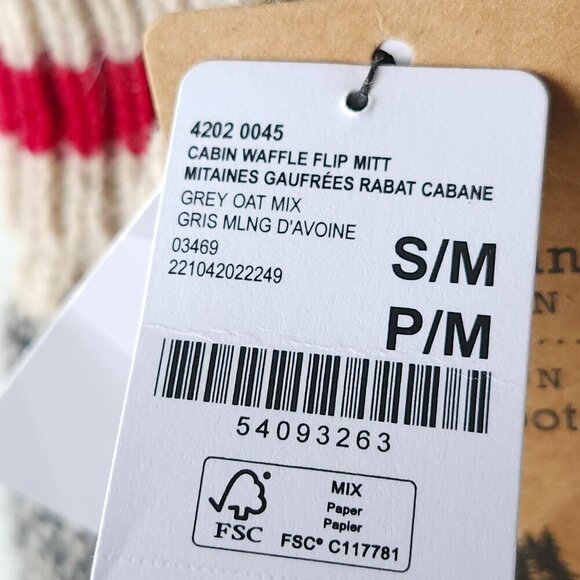 4202 0045
CABIN WAFFLE FLIP MITT
MITAINES GAUFRÉES RABAT CABANE
GREY OAT MIX
GRIS MLNG D'AVOINE
03469
221042022249
S/M
P/M
54093263
FSC
MIX
Paper
Papier
FSC® C117781